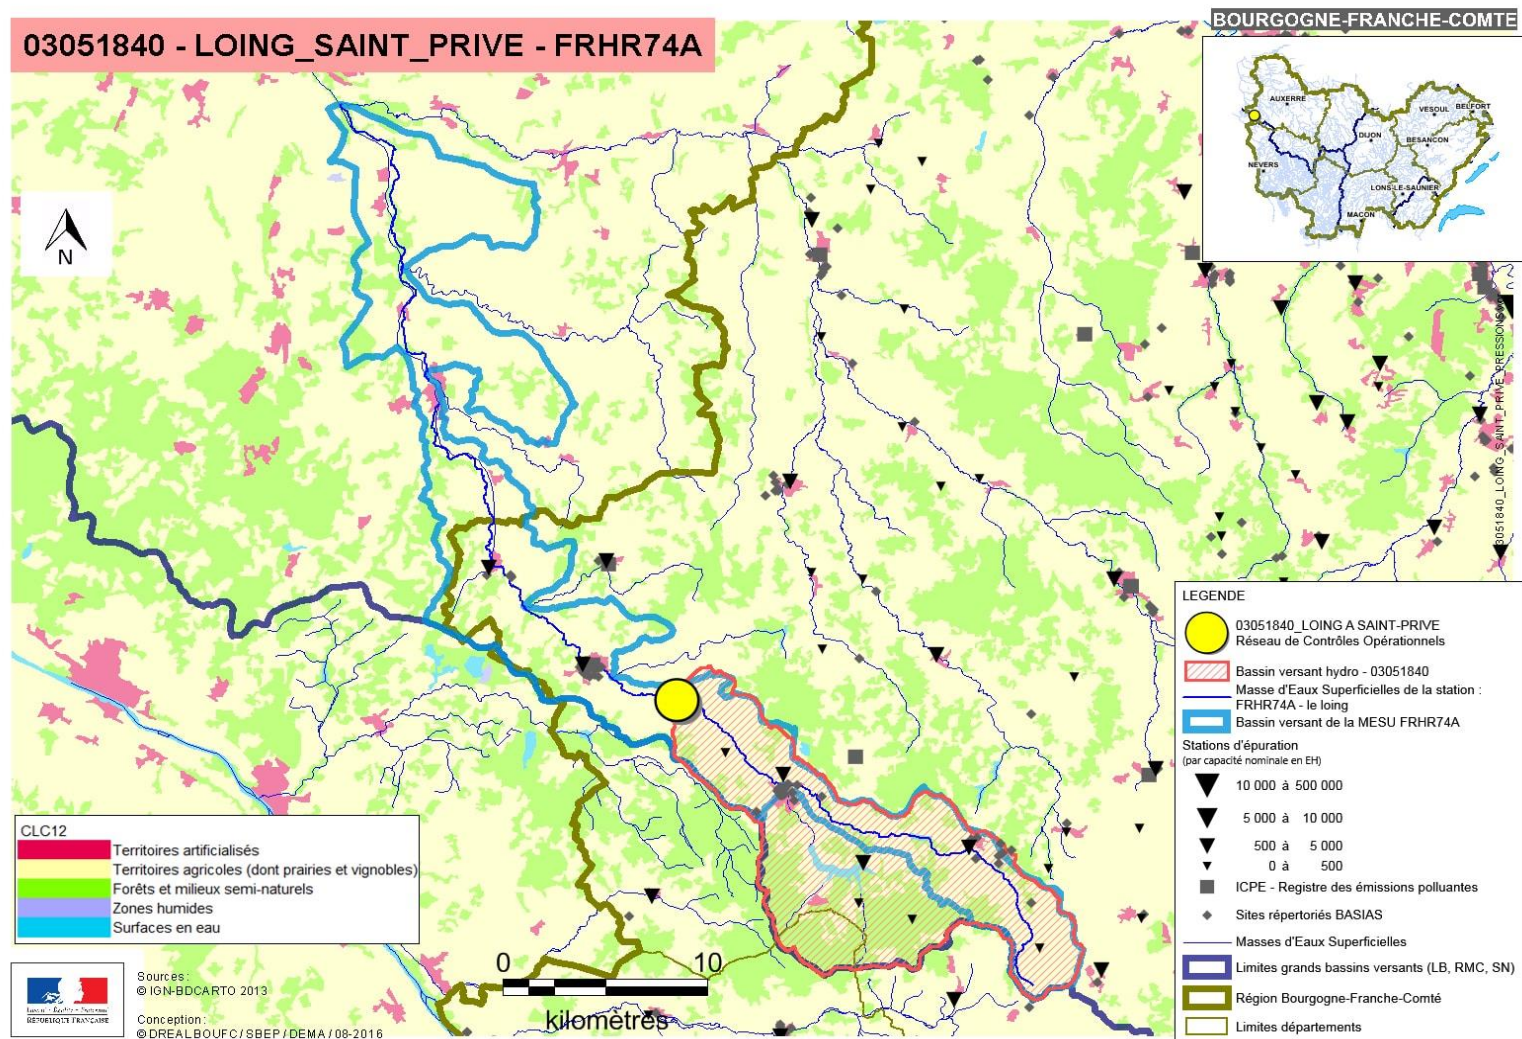 BOURGOGNE-FRANCHE-COMTE
03051840 - LOING_SAINT_PRIVE - FRHR74A
AUXERRE
VESOUL
BELFORT
DIJON
BESANCON
NEVERS
LONS-LE-SAUNIER
MACON
N
LEGENDE
03051840_LOING A SAINT-PRIVE
Réseau de Contrôles Opérationnels
Bassin versant hydro - 03051840
Masse d'Eaux Superficielles de la station :
FRHR74A - le loing
Bassin versant de la MESU FRHR74A
Stations d'épuration
(par capacité nominale en EH)
10 000 à 500 000
5 000 à 10 000
500 à 5 000
0 à 500
ICPE - Registre des émissions polluantes
Sites répertoriés BASIAS
Masses d'Eaux Superficielles
Limites grands bassins versants (LB, RMC, SN)
Région Bourgogne-Franche-Comté
Limites départements
CLC12
Territoires artificialisés
Territoires agricoles (dont prairies et vignobles)
Forêts et milieux semi-naturels
Zones humides
Surfaces en eau
0 10
kilomètres
Sources :
© IGN-BDCARTO 2013
Conception :
© DREAL BOUFC / SBEP / DEMA / 08-2016
RÉPUBLIQUE FRANÇAISE